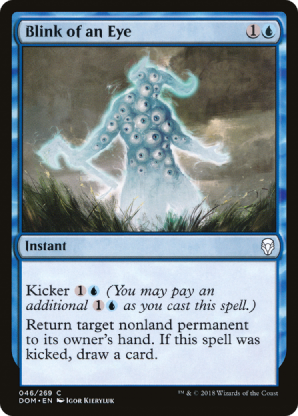 Blink of an Eye 1
Instant
Kicker 1 (You may pay an
additional 1 as you cast this spell.)
Return target nonland permanent
to its owner's hand. If this spell was
kicked, draw a card.
046/269 C
DOM • EN Igor Kieryluk
™ & © 2018 Wizards of the Coast